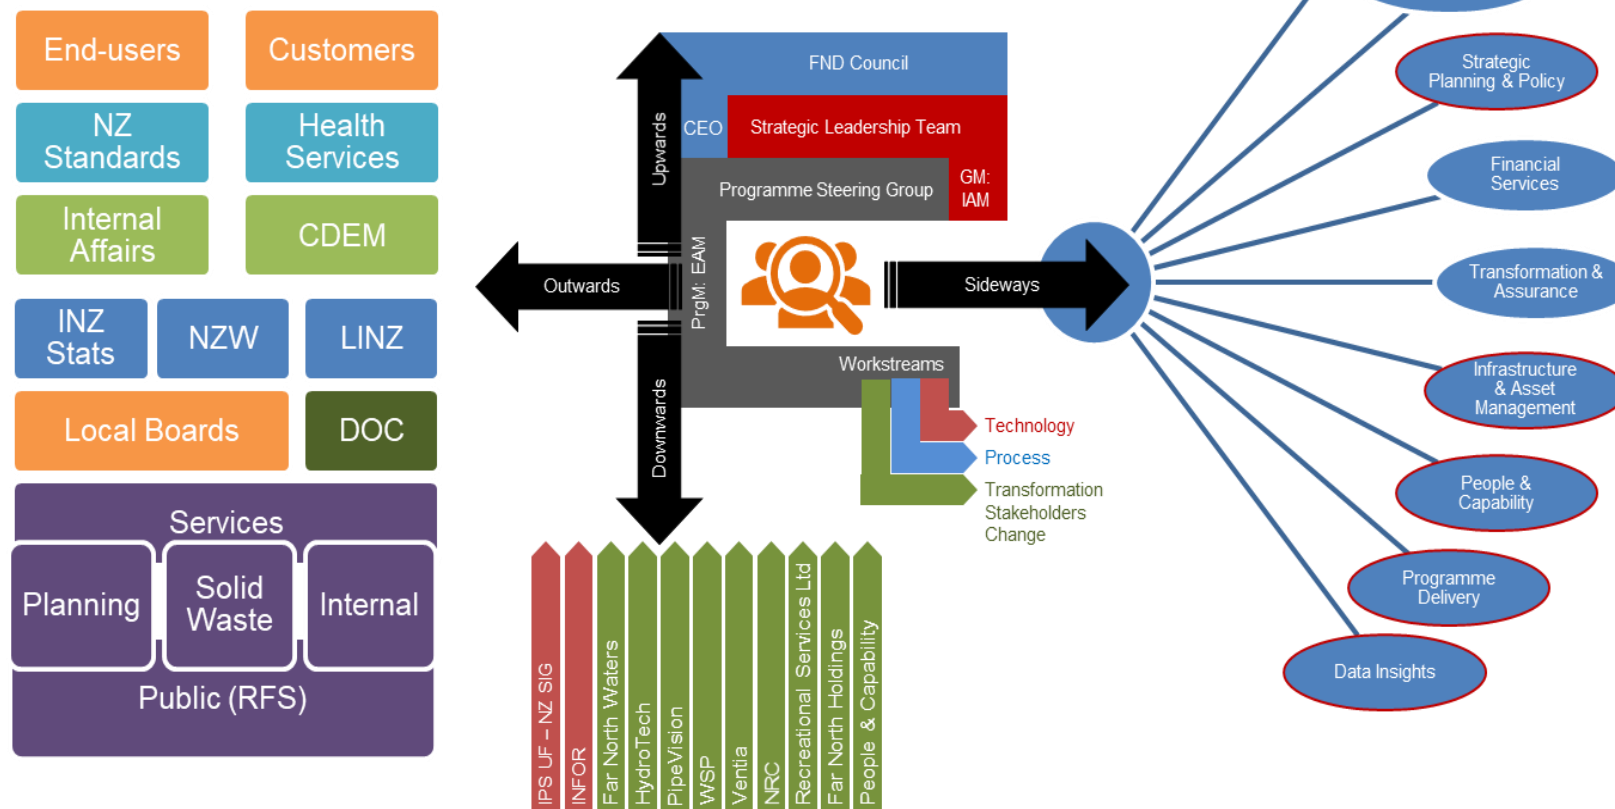 End-users
Customers
NZ
Standards
Health
Services
Internal
Affairs
CDEM
INZ
Stats
NZW
LINZ
Local Boards
DOC
Services
Planning
Solid
Waste
Internal
Public (RFS)
Upwards
Outwards
Downwards
Sideways
FND Council
CEO
Strategic Leadership Team
Programme Steering Group
GM:
IAM
PrgM: EAM
Workstreams
Technology
Process
Transformation
Stakeholders
Change
IPS UF – NZ SIG
INFOR
Far North Waters
HydroTech
PipeVision
WSP
Ventia
NRC
Recreational Services Ltd
Far North Holdings
People & Capability
Strategic
Planning & Policy
Financial
Services
Transformation &
Assurance
Infrastructure
& Asset
Management
People &
Capability
Programme
Delivery
Data Insights